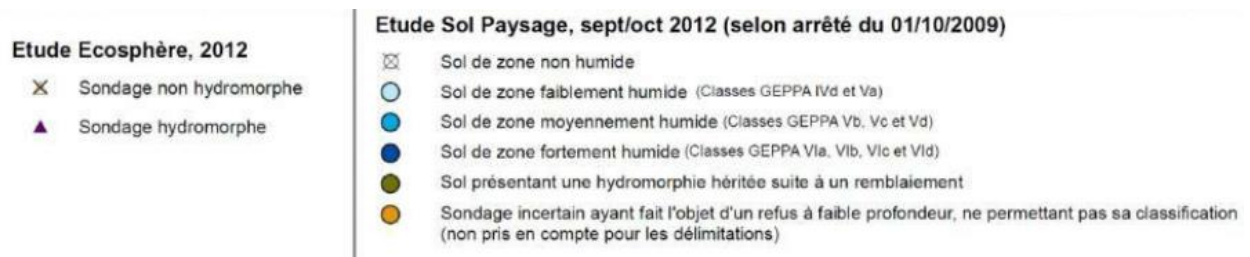 Etude Ecosphère, 2012
Sondage non hydromorphe
Sondage hydromorphe
Etude Sol Paysage, sept/oct 2012 (selon arrêté du 01/10/2009)
Sol de zone non humide
Sol de zone faiblement humide (Classes GEPPA IVd et Va)
Sol de zone moyennement humide (Classes GEPPA Vb, Vc et Vd)
Sol de zone fortement humide (Classes GEPPA VIa, VIb, VIc et VId)
Sol présentant une hydromorphie héritée suite à un remblaiement
Sondage incertain ayant fait l'objet d'un refus à faible profondeur, ne permettant pas sa classification
(non pris en compte pour les délimitations)